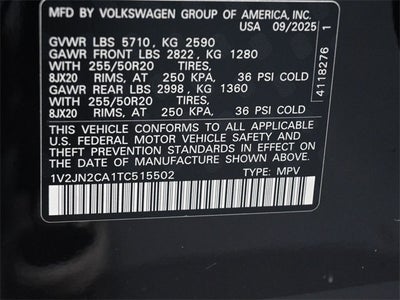 MFD BY VOLKSWAGEN GROUP OF AMERICA, INC.
USA 09/2025
GVWR LBS 5710, KG 2590
GAWR FRONT LBS 2822, KG 1280
WITH 255/50R20 TIRES,
8JX20 RIMS, AT 250 KPA, 36 PSI COLD
GAWR REAR LBS 2998, KG 1360
WITH 255/50R20 TIRES,
8JX20 RIMS, AT 250 KPA, 36 PSI COLD
THIS VEHICLE CONFORMS TO ALL APPLICABLE
U.S. FEDERAL MOTOR VEHICLE SAFETY AND
THEFT PREVENTION STANDARDS IN EFFECT ON
THE DATE OF MANUFACTURE SHOWN ABOVE.
1V2JN2CA1TC515502 TYPE: MPV
4118276 1